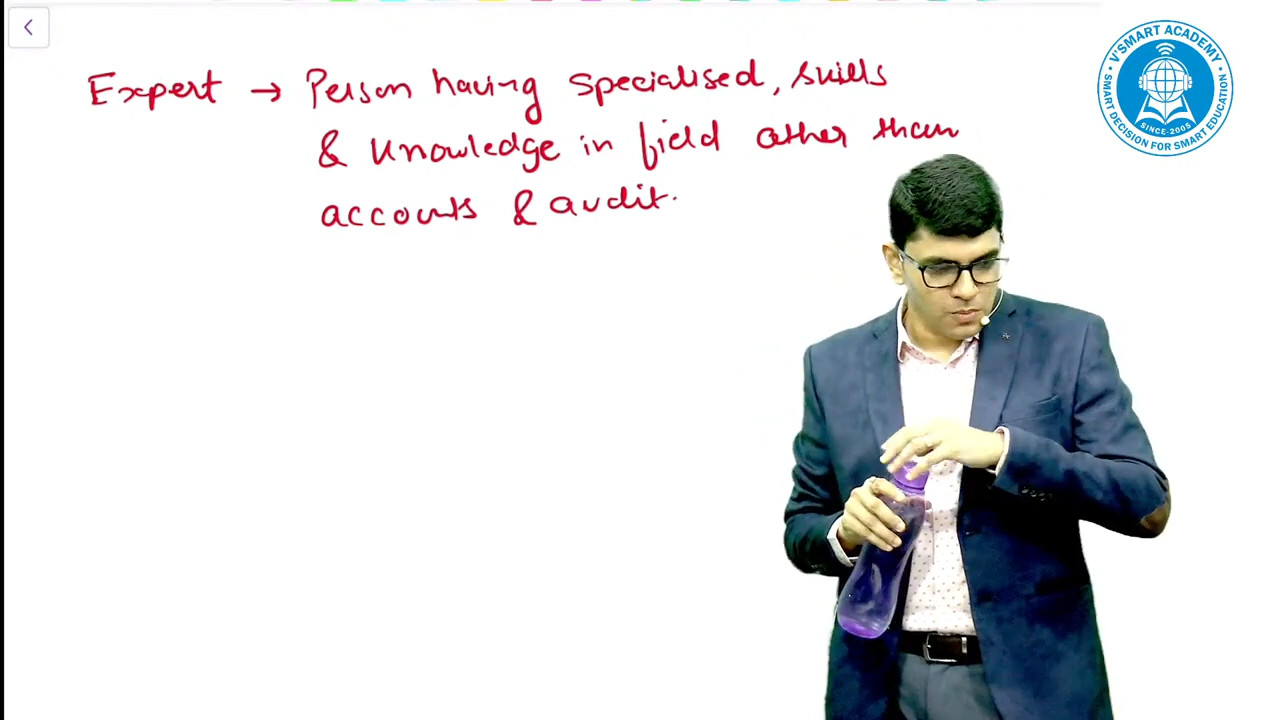 Expert → Person having specialised, skills
& knowledge in field other than
accounts & audit.
V'SMART ACADEMY
SINCE-2005
SMART DECISION FOR SMART EDUCATION